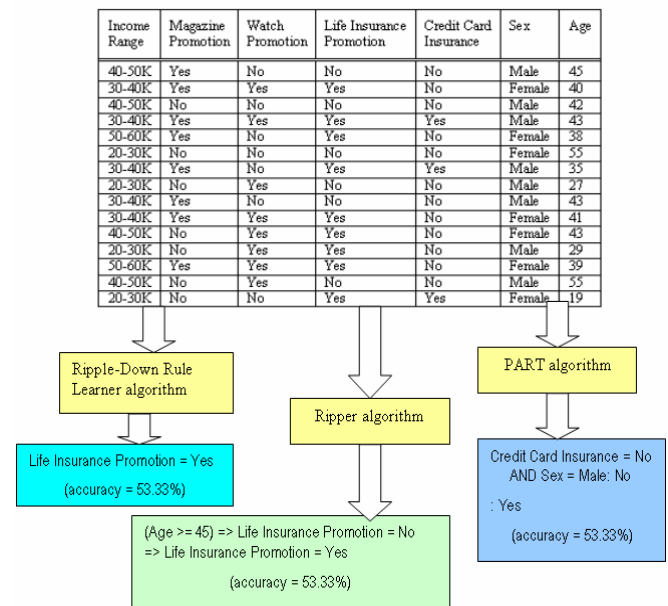 Income Range Magazine Promotion Watch Promotion Life Insurance Promotion Credit Card Insurance Sex Age
40-50K Yes No No No Male 45
30-40K Yes Yes Yes No Female 40
40-50K No No No No Male 42
30-40K Yes Yes Yes Yes Male 43
50-60K Yes No Yes No Female 38
20-30K No No No No Female 55
30-40K Yes No Yes Yes Male 35
20-30K No Yes No No Male 27
30-40K Yes No No No Male 43
30-40K Yes Yes Yes No Female 41
40-50K No Yes Yes No Female 43
20-30K No Yes Yes No Male 29
50-60K Yes Yes Yes No Female 39
40-50K No Yes No No Male 55
20-30K No No Yes Yes Female 19
Ripple-Down Rule
Learner algorithm
Ripper algorithm
PART algorithm
Life Insurance Promotion = Yes
(accuracy = 53.33%)
(Age >= 45) => Life Insurance Promotion = No
=> Life Insurance Promotion = Yes
(accuracy = 53.33%)
Credit Card Insurance = No
AND Sex = Male: No
: Yes
(accuracy = 53.33%)